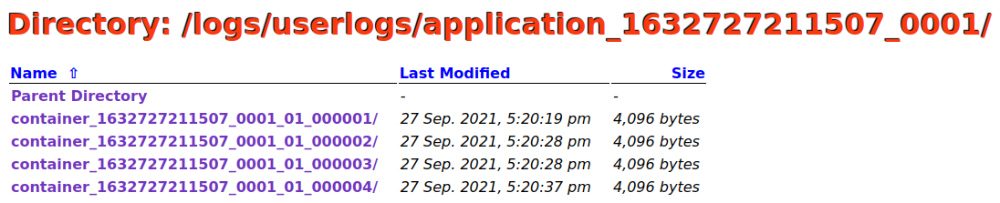 Directory: /logs/userlogs/application_1632727211507_0001/
Name ⇧ Last Modified Size
Parent Directory - -
container_1632727211507_0001_01_000001/ 27 Sep. 2021, 5:20:19 pm 4,096 bytes
container_1632727211507_0001_01_000002/ 27 Sep. 2021, 5:20:28 pm 4,096 bytes
container_1632727211507_0001_01_000003/ 27 Sep. 2021, 5:20:28 pm 4,096 bytes
container_1632727211507_0001_01_000004/ 27 Sep. 2021, 5:20:37 pm 4,096 bytes